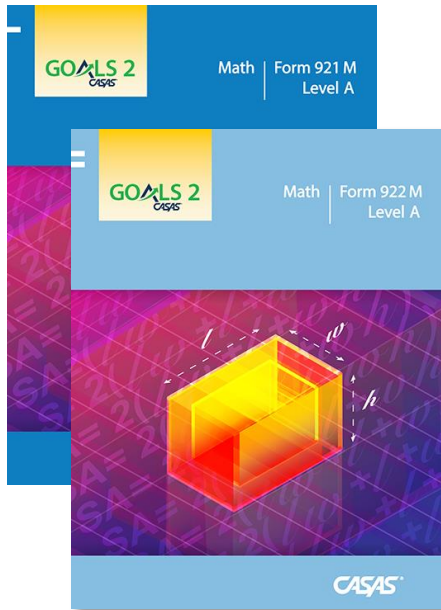 GOALS 2
CASAS
Math | Form 921 M
Level A
GOALS 2
CASAS
Math | Form 922 M
Level A
l
w
h
CASAS®